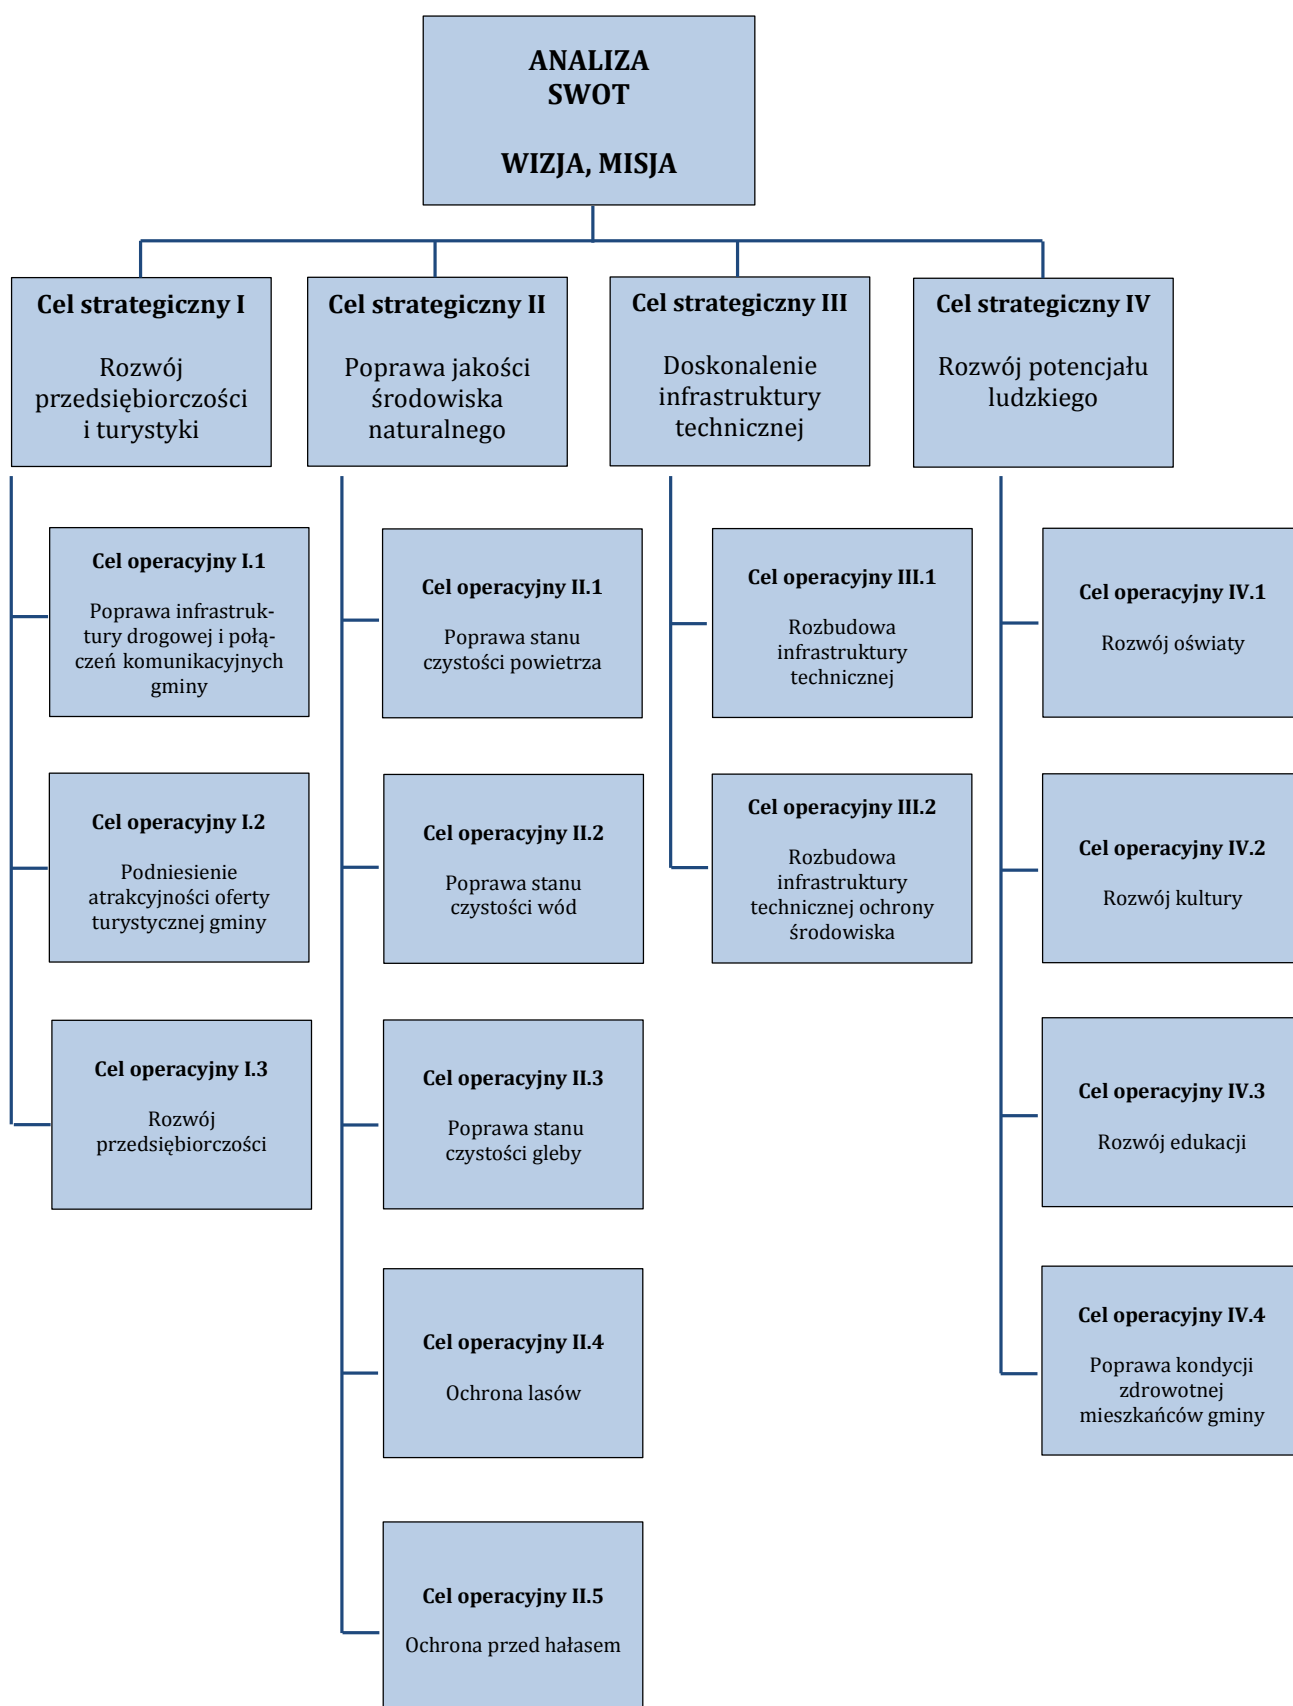 ANALIZA
SWOT
WIZJA, MISJA
Cel strategiczny I
Rozwój
przedsiębiorczości
i turystyki
Cel strategiczny II
Poprawa jakości
środowiska
naturalnego
Cel strategiczny III
Doskonalenie
infrastruktury
technicznej
Cel strategiczny IV
Rozwój potencjału
ludzkiego
Cel operacyjny I.1
Poprawa infrastruk-
tury drogowej i połą-
czeń komunikacyjnych
gminy
Cel operacyjny II.1
Poprawa stanu
czystości powietrza
Cel operacyjny III.1
Rozbudowa
infrastruktury
technicznej
Cel operacyjny IV.1
Rozwój oświaty
Cel operacyjny I.2
Podniesienie
atrakcyjności oferty
turystycznej gminy
Cel operacyjny II.2
Poprawa stanu
czystości wód
Cel operacyjny III.2
Rozbudowa
infrastruktury
technicznej ochrony
środowiska
Cel operacyjny IV.2
Rozwój kultury
Cel operacyjny I.3
Rozwój
przedsiębiorczości
Cel operacyjny II.3
Poprawa stanu
czystości gleby
Cel operacyjny IV.3
Rozwój edukacji
Cel operacyjny II.4
Ochrona lasów
Cel operacyjny IV.4
Poprawa kondycji
zdrowotnej
mieszkańców gminy
Cel operacyjny II.5
Ochrona przed hałasem